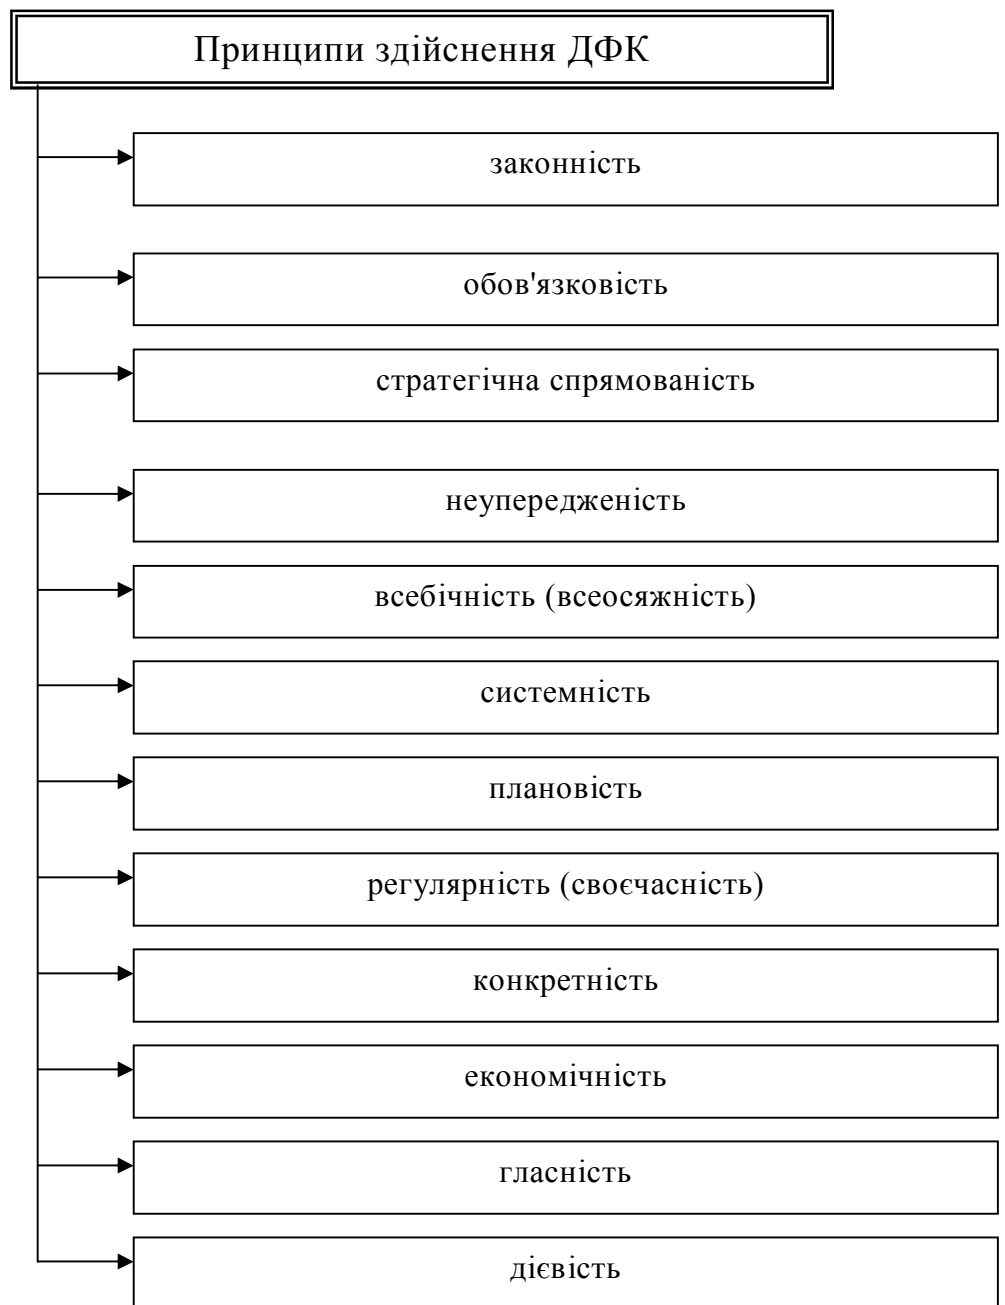 Принципи здійснення ДФК
законність
обов'язковість
стратегічна спрямованість
неупередженість
всебічність (всеосяжність)
системність
плановість
регулярність (своєчасність)
конкретність
економічність
гласність
дієвість